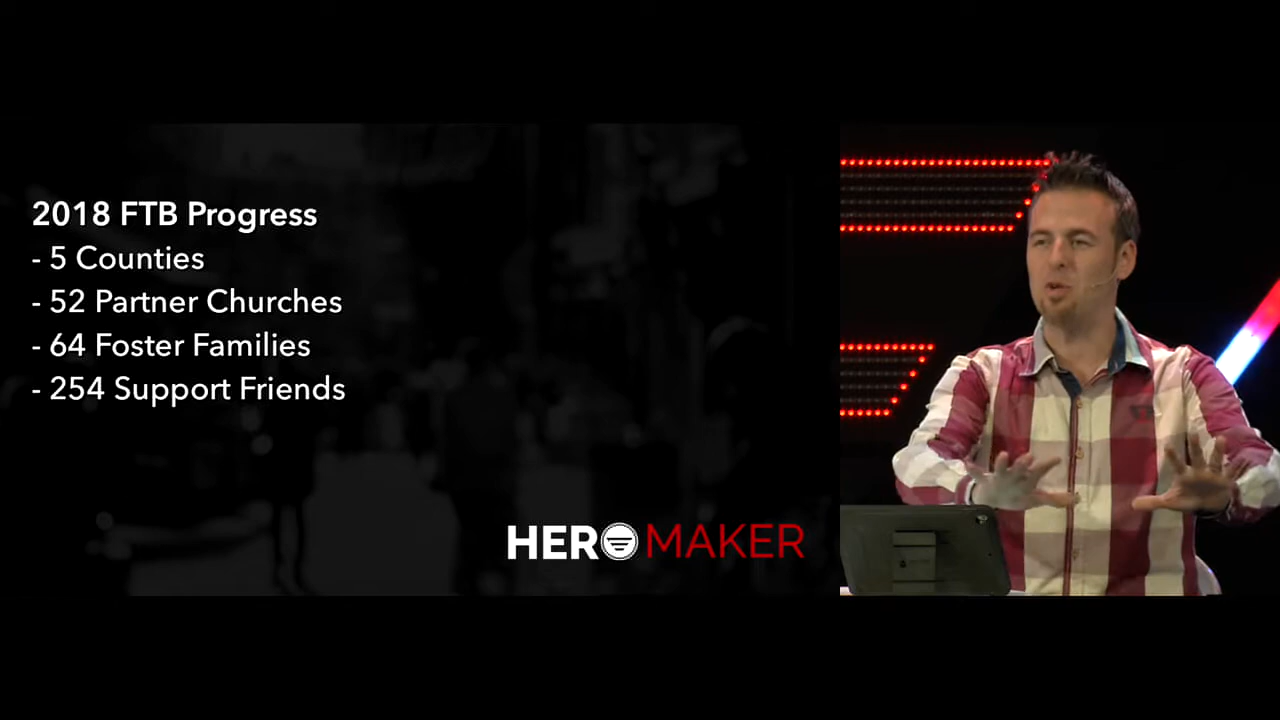 2018 FTB Progress
- 5 Counties
- 52 Partner Churches
- 64 Foster Families
- 254 Support Friends
HERO MAKER